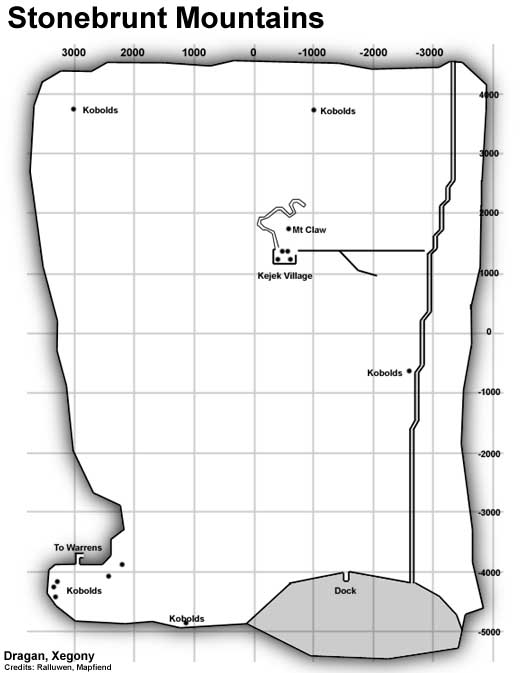 Stonebrunt Mountains
3000 2000 1000 0 -1000 -2000 -3000
4000
Kobolds
Kobolds
3000
2000
Mt Claw
1000
Kejek Village
0
Kobolds
-1000
-2000
-3000
To Warrens
-4000
Kobolds
Dock
Kobolds
-5000
Dragan, Xegony
Credits: Ralluwen, Mapfiend